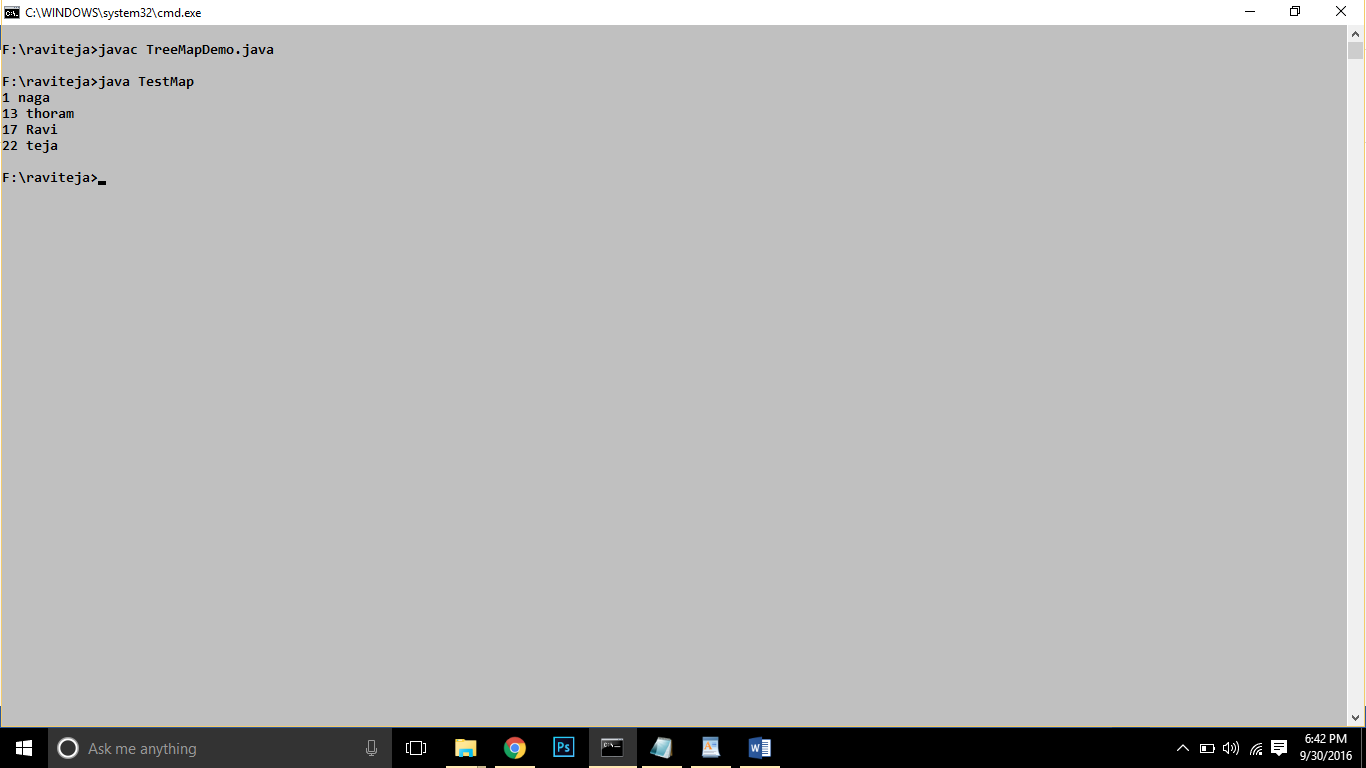 C:\WINDOWS\system32\cmd.exe
F:\raviteja>javac TreeMapDemo.java
F:\raviteja>java TestMap
1 naga
13 thoram
17 Ravi
22 teja
F:\raviteja>
Ask me anything
Ps
6:42 PM
9/30/2016